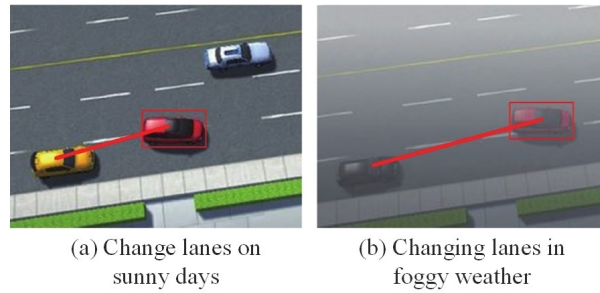 (a) Change lanes on
sunny days
(b) Changing lanes in
foggy weather